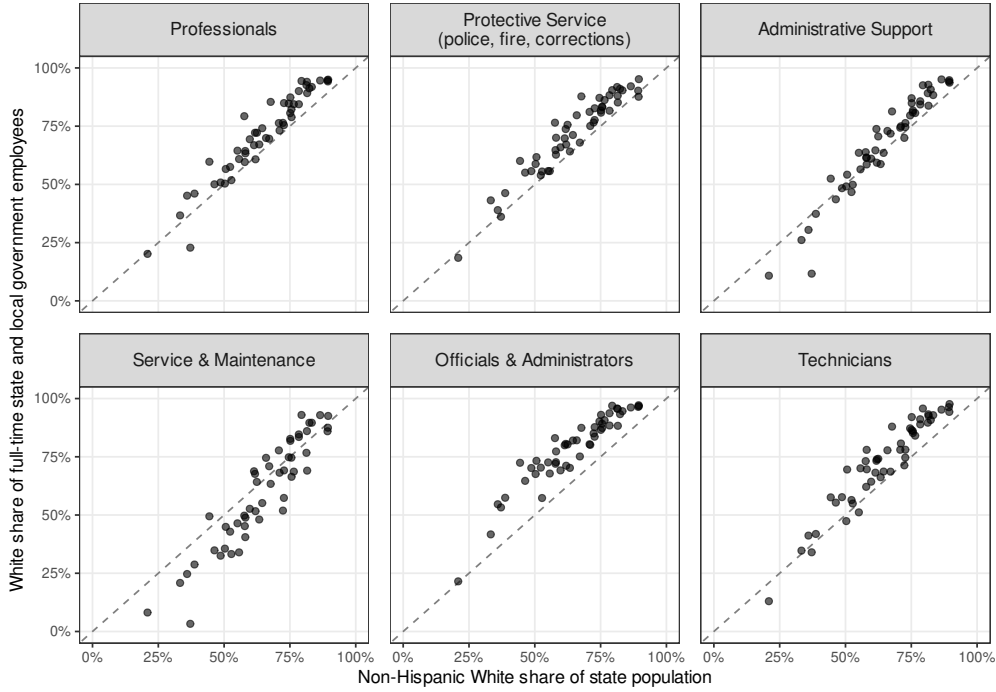 Professionals
Protective Service
(police, fire, corrections)
Administrative Support
100%
75%
50%
25%
0%
Service & Maintenance
Officials & Administrators
Technicians
100%
75%
50%
25%
0%
0% 25% 50% 75% 100%
0% 25% 50% 75% 100%
0% 25% 50% 75% 100%
Non-Hispanic White share of state population
White share of full-time state and local government employees